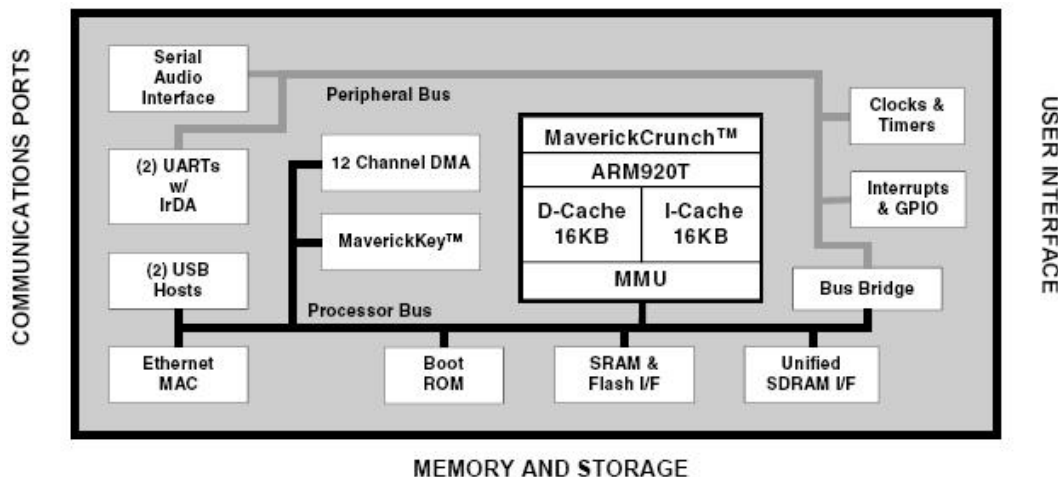 COMMUNICATIONS PORTS
Serial
Audio
Interface
(2) UARTs
w/
IrDA
(2) USB
Hosts
Ethernet
MAC
Peripheral Bus
12 Channel DMA
MaverickKey™
Processor Bus
Boot
ROM
MaverickCrunch™
ARM920T
D-Cache
16KB
I-Cache
16KB
MMU
SRAM &
Flash I/F
Clocks &
Timers
Interrupts
& GPIO
Bus Bridge
Unified
SDRAM I/F
USER INTERFACE
MEMORY AND STORAGE